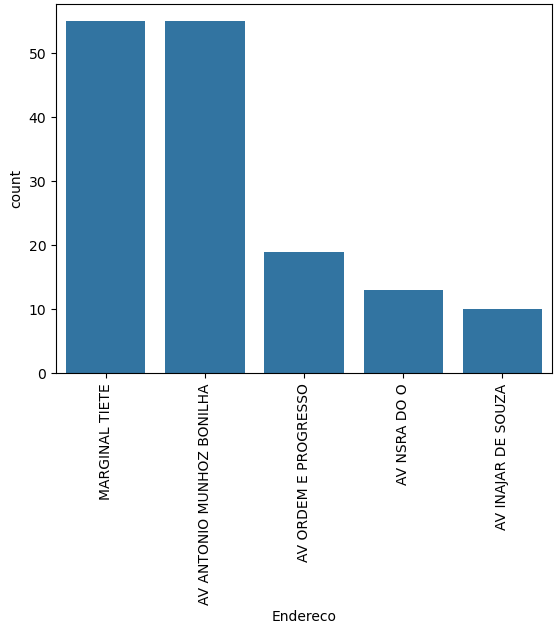 count
50
40
30
20
10
0
MARGINAL TIETE
AV ANTONIO MUNHOZ BONILHA
AV ORDEM E PROGRESSO
AV NSRA DO O
AV INAJAR DE SOUZA
Endereco